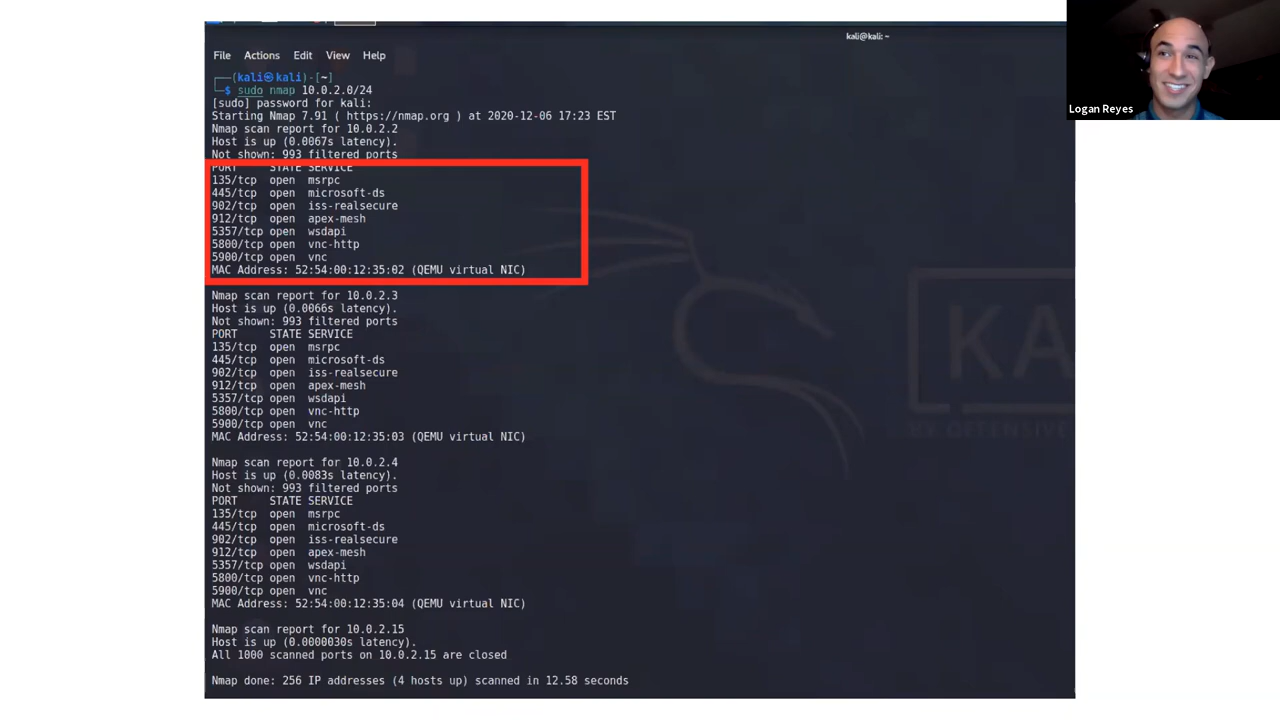 kali@kali: ~
Logan Reyes
File Actions Edit View Help
(kali㉿kali)-[~]
$ sudo nmap 10.0.2.0/24
[sudo] password for kali:
Starting Nmap 7.91 ( https://nmap.org ) at 2020-12-06 17:23 EST
Nmap scan report for 10.0.2.2
Host is up (0.0067s latency).
Not shown: 993 filtered ports
PORT STATE SERVICE
135/tcp open msrpc
445/tcp open microsoft-ds
902/tcp open iss-realsecure
912/tcp open apex-mesh
5357/tcp open wsdapi
5800/tcp open vnc-http
5900/tcp open vnc
MAC Address: 52:54:00:12:35:02 (QEMU virtual NIC)
Nmap scan report for 10.0.2.3
Host is up (0.0066s latency).
Not shown: 993 filtered ports
PORT STATE SERVICE
135/tcp open msrpc
445/tcp open microsoft-ds
902/tcp open iss-realsecure
912/tcp open apex-mesh
5357/tcp open wsdapi
5800/tcp open vnc-http
5900/tcp open vnc
MAC Address: 52:54:00:12:35:03 (QEMU virtual NIC)
Nmap scan report for 10.0.2.4
Host is up (0.0083s latency).
Not shown: 993 filtered ports
PORT STATE SERVICE
135/tcp open msrpc
445/tcp open microsoft-ds
902/tcp open iss-realsecure
912/tcp open apex-mesh
5357/tcp open wsdapi
5800/tcp open vnc-http
5900/tcp open vnc
MAC Address: 52:54:00:12:35:04 (QEMU virtual NIC)
Nmap scan report for 10.0.2.15
Host is up (0.0000030s latency).
All 1000 scanned ports on 10.0.2.15 are closed
Nmap done: 256 IP addresses (4 hosts up) scanned in 12.58 seconds
KA
OFFENSIVE